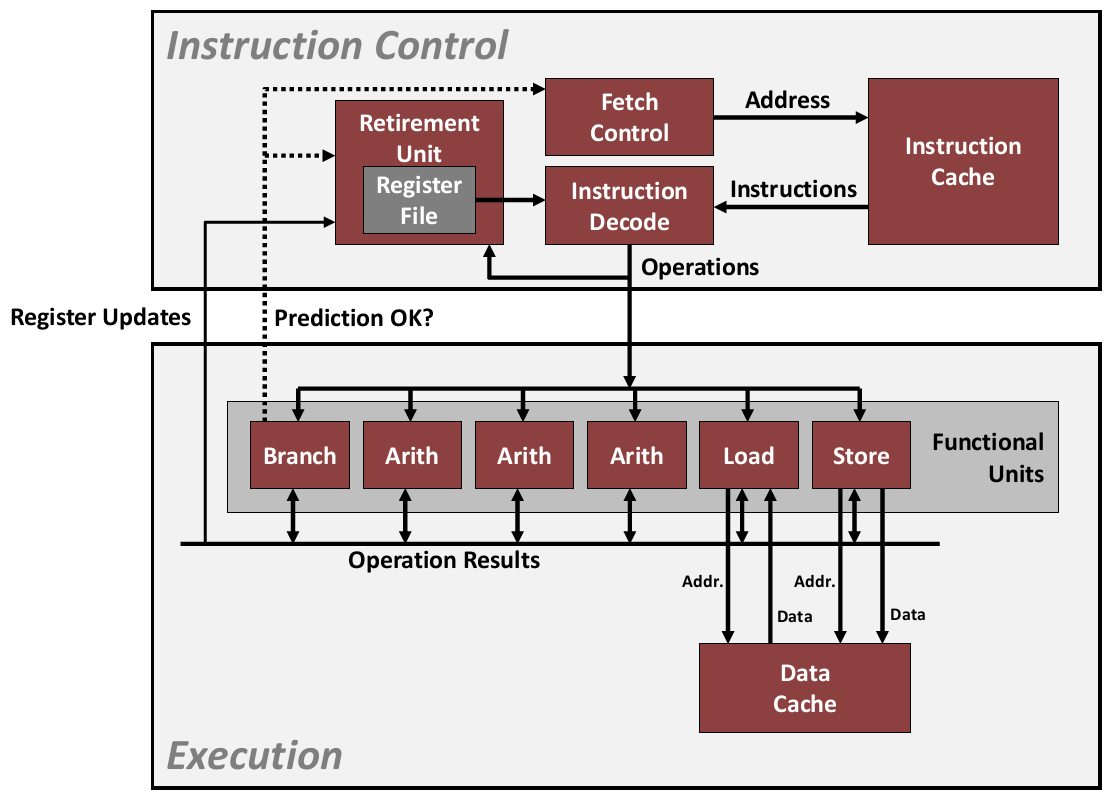 Instruction Control
Fetch
Control
Address
Instruction
Cache
Retirement
Unit
Register
File
Instruction
Decode
Instructions
Operations
Register Updates
Prediction OK?
Branch
Arith
Arith
Arith
Load
Store
Functional
Units
Operation Results
Addr.
Addr.
Data
Data
Data
Cache
Execution